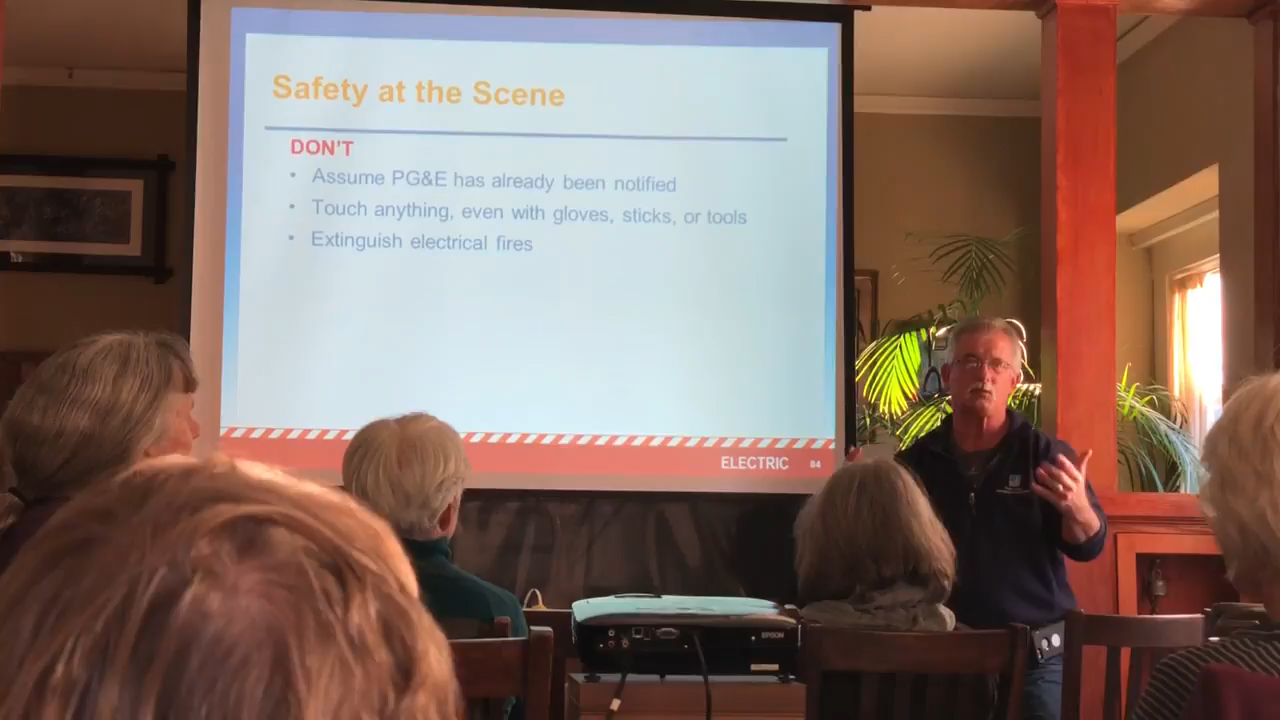 Safety at the Scene
DON'T
• Assume PG&E has already been notified
• Touch anything, even with gloves, sticks, or tools
• Extinguish electrical fires
ELECTRIC 84
EPSON